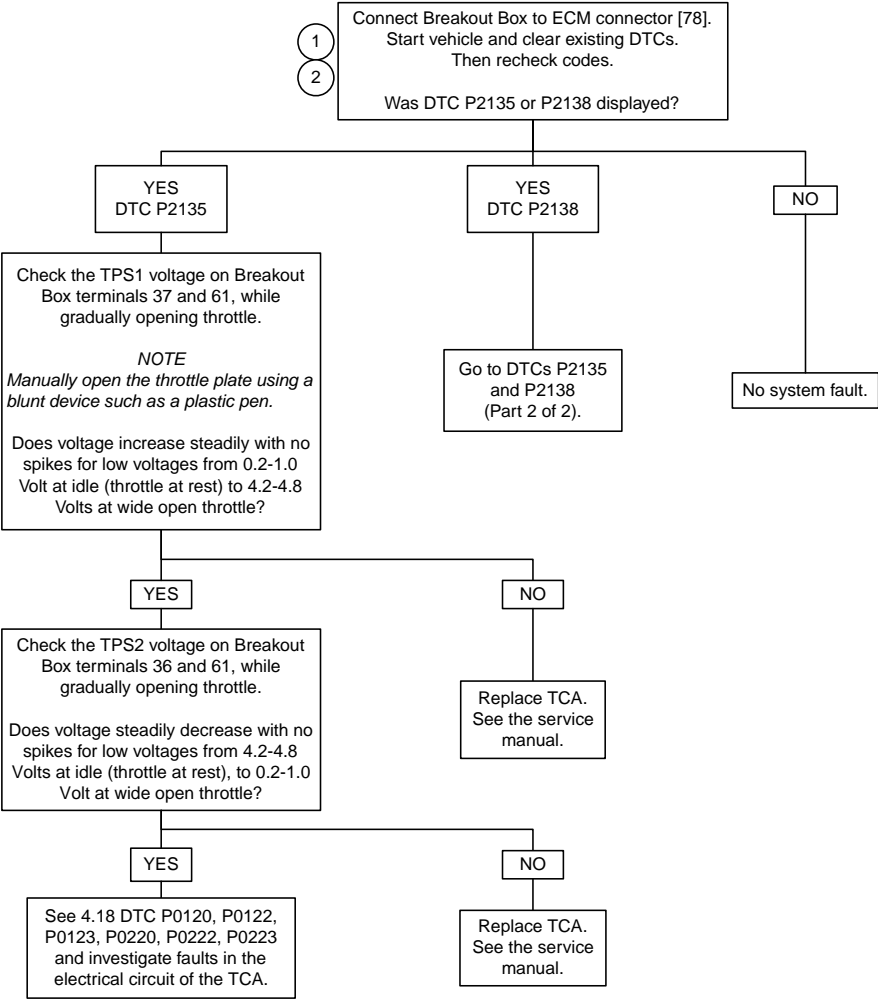 Connect Breakout Box to ECM connector [78].
Start vehicle and clear existing DTCs.
Then recheck codes.
Was DTC P2135 or P2138 displayed?
1
2
YES
DTC P2135
YES
DTC P2138
NO
Check the TPS1 voltage on Breakout
Box terminals 37 and 61, while
gradually opening throttle.
NOTE
Manually open the throttle plate using a
blunt device such as a plastic pen.
Does voltage increase steadily with no
spikes for low voltages from 0.2-1.0
Volt at idle (throttle at rest) to 4.2-4.8
Volts at wide open throttle?
Go to DTCs P2135
and P2138
(Part 2 of 2).
No system fault.
YES
NO
Check the TPS2 voltage on Breakout
Box terminals 36 and 61, while
gradually opening throttle.
Does voltage steadily decrease with no
spikes for low voltages from 4.2-4.8
Volts at idle (throttle at rest), to 0.2-1.0
Volt at wide open throttle?
Replace TCA.
See the service
manual.
YES
NO
See 4.18 DTC P0120, P0122,
P0123, P0220, P0222, P0223
and investigate faults in the
electrical circuit of the TCA.
Replace TCA.
See the service
manual.